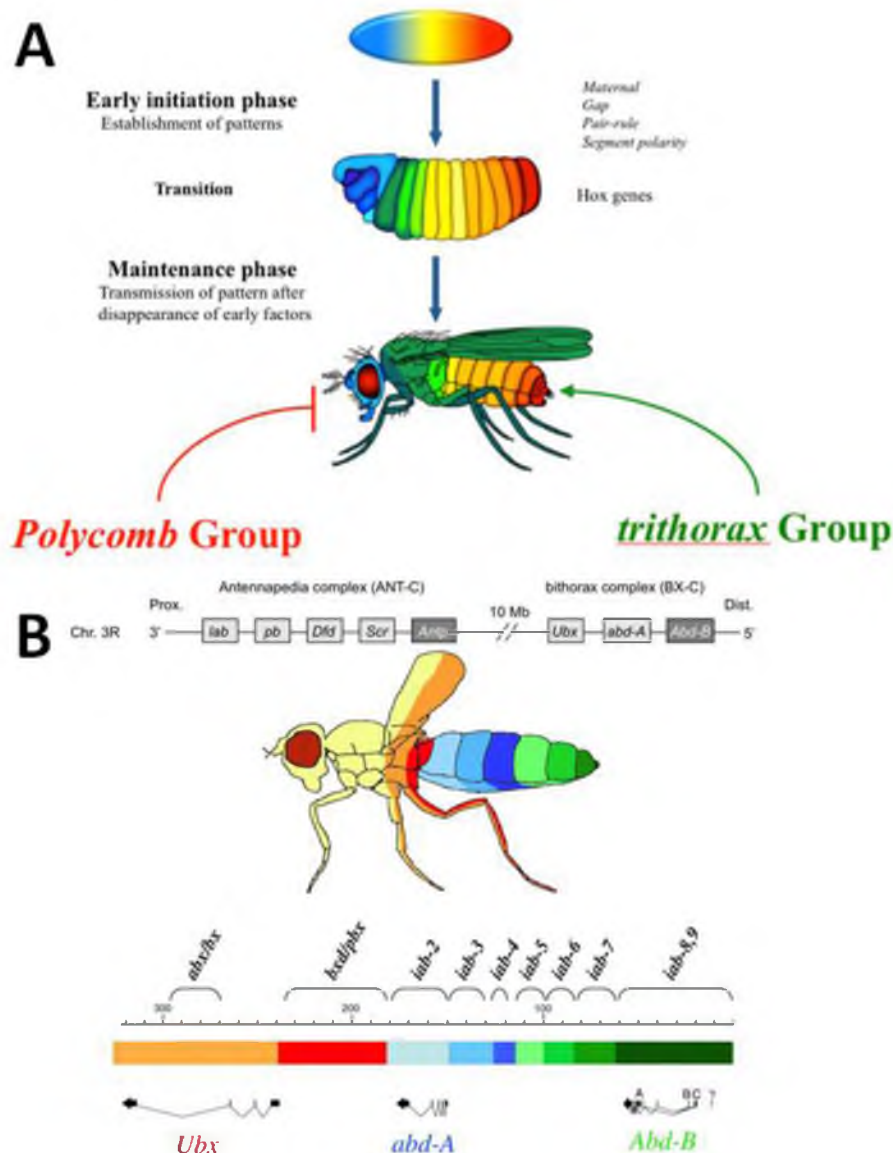 A
Early initiation phase
Establishment of patterns
Maternal
Gap
Pair-rule
Segment polarity
Transition
Hox genes
Maintenance phase
Transmission of pattern after
disappearance of early factors
Polycomb Group
trithorax Group
B
Antennapedia complex (ANT-C)
bithorax complex (BX-C)
Prox.
10 Mb
Dist.
Chr. 3R 3' lab pb Dfd Scr Antp Ubx abd-A Abd-B 5'
abx/bx bxd/pbx iab-2 iab-3 iab-4 iab-5 iab-6 iab-7 iab-8,9
300 200 100
A B C ?
Ubx abd-A Abd-B